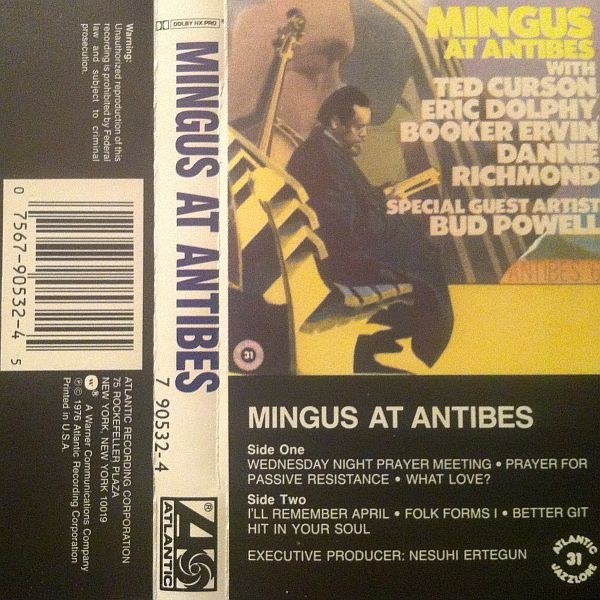 Warning:
Unauthorized reproduction of this
recording is prohibited by Federal
law and subject to criminal
prosecution.
0 7567-90532-4 5
ATLANTIC RECORDING CORPORATION
75 ROCKEFELLER PLAZA
NEW YORK, NEW YORK 10019
W® A Warner Communications Company
℗ © 1976 Atlantic Recording Corporation
Printed in U.S.A.
DOLBY HX PRO
MINGUS AT ANTIBES
7 90532-4
ATLANTIC®
MINGUS
AT ANTIBES
WITH
TED CURSON,
ERIC DOLPHY,
BOOKER ERVIN,
DANNIE
RICHMOND
SPECIAL GUEST ARTIST
BUD POWELL
ANTIBES 6
31
MINGUS AT ANTIBES
Side One
WEDNESDAY NIGHT PRAYER MEETING • PRAYER FOR
PASSIVE RESISTANCE • WHAT LOVE?
Side Two
I'LL REMEMBER APRIL • FOLK FORMS I • BETTER GIT
HIT IN YOUR SOUL
EXECUTIVE PRODUCER: NESUHI ERTEGUN
ATLANTIC
31
JAZZLORE